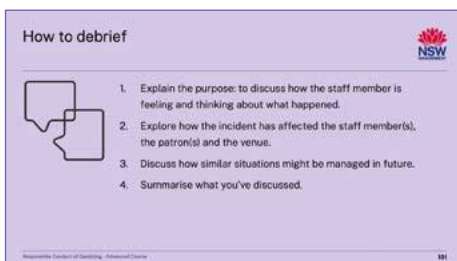 How to debrief
NSW
GOVERNMENT
1. Explain the purpose: to discuss how the staff member is
feeling and thinking about what happened.
2. Explore how the incident has affected the staff member(s),
the patron(s) and the venue.
3. Discuss how similar situations might be managed in future.
4. Summarise what you've discussed.
Responsible Conduct of Gambling - Advanced Course
101